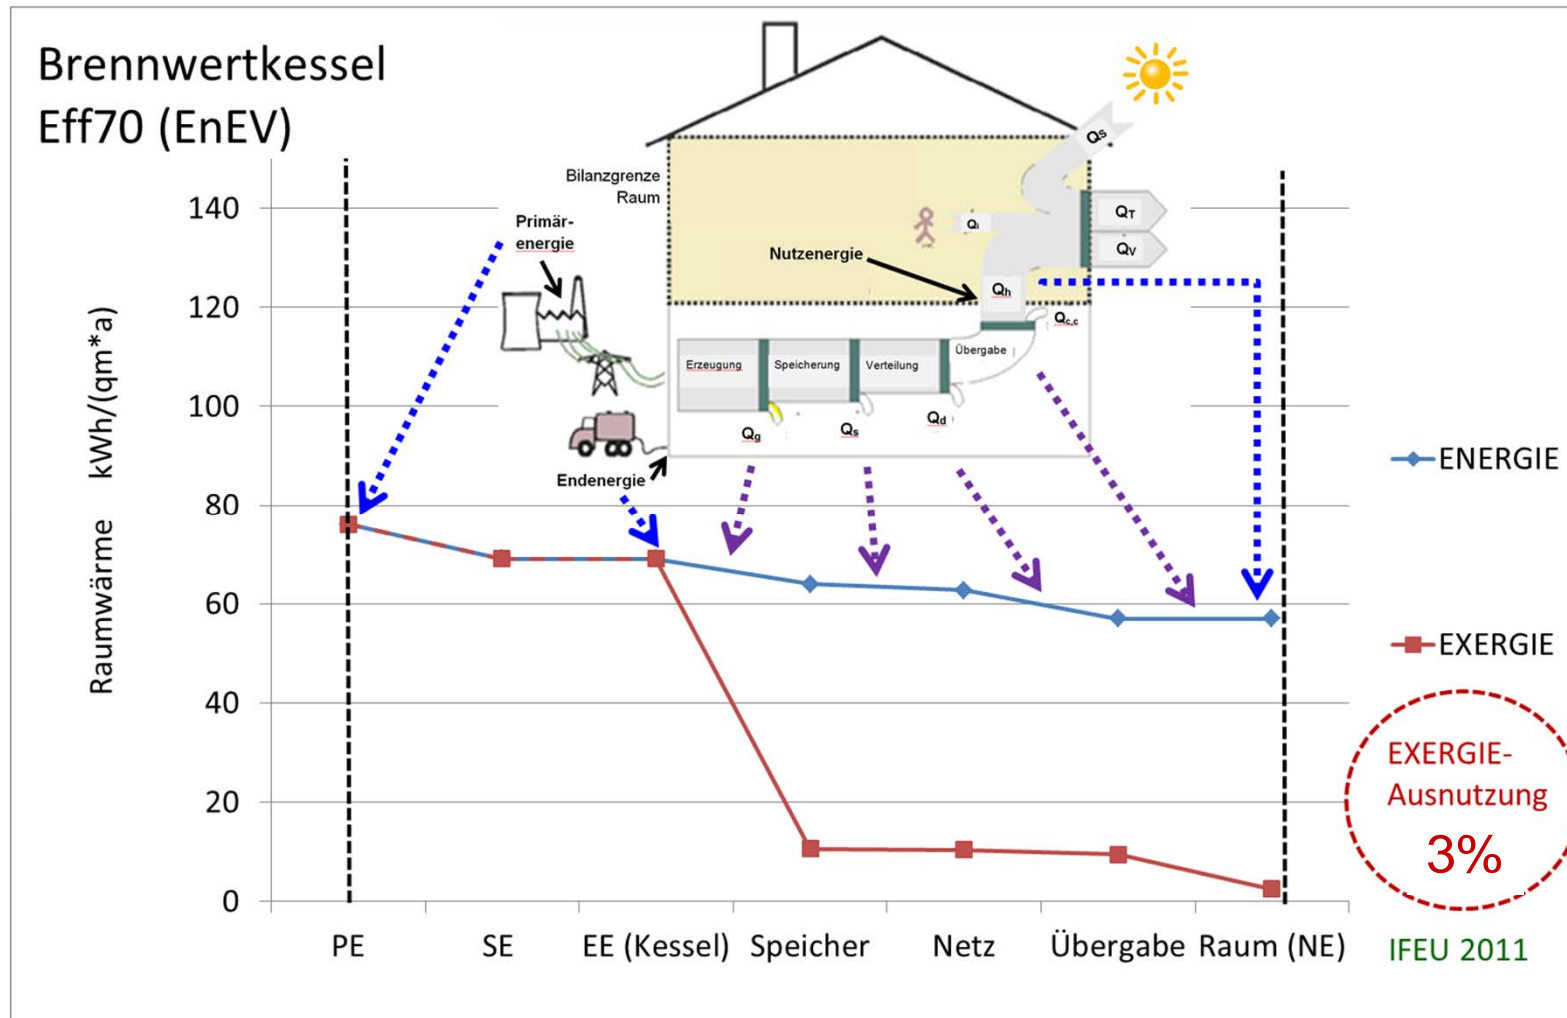 Brennwertkessel
Eff70 (EnEV)
Qs
Bilanzgrenze
Raum
Primär-
energie
QT
Qi
QV
Nutzenergie
Qh
Qc,c
Übergabe
Erzeugung
Speicherung
Verteilung
Qg
Qs
Qd
Endenergie
Raumwärme kWh/(qm*a)
140
120
100
80
60
40
20
0
PE
SE
EE (Kessel)
Speicher
Netz
Übergabe
Raum (NE)
ENERGIE
EXERGIE
EXERGIE-
Ausnutzung
3%
IFEU 2011